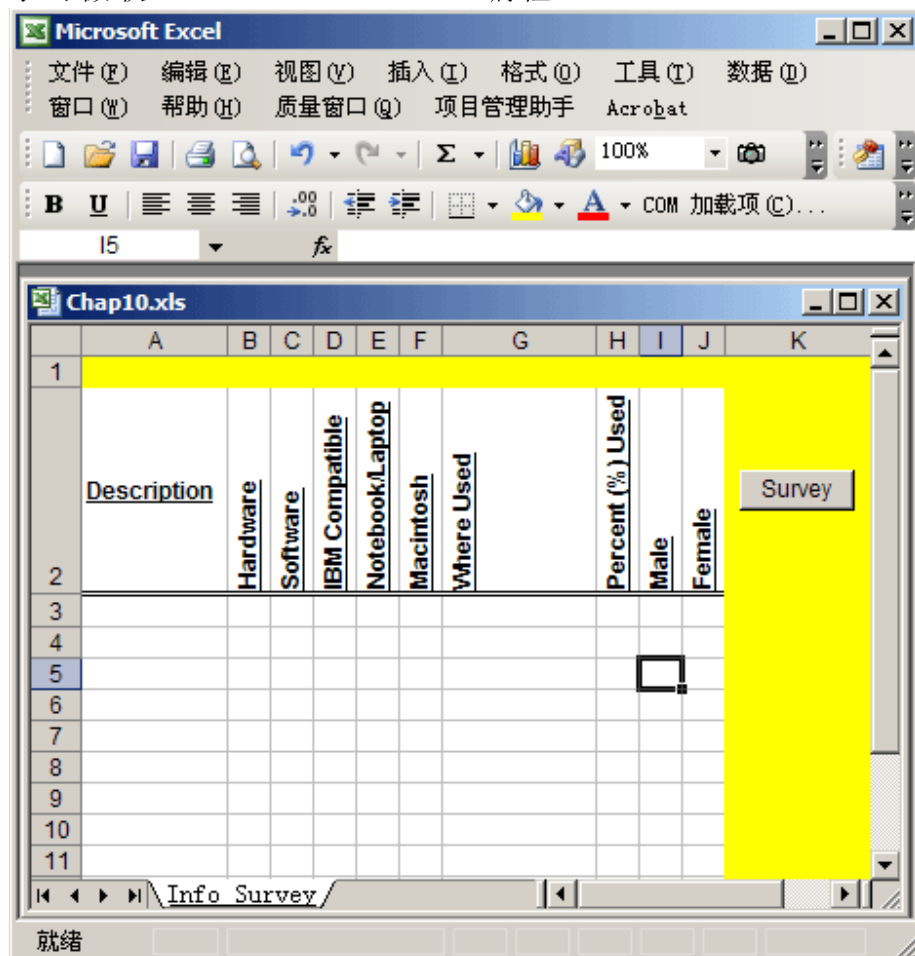 Microsoft Excel
文件(F) 编辑(E) 视图(V) 插入(I) 格式(O) 工具(T) 数据(D)
窗口(W) 帮助(H) 质量窗口(Q) 项目管理助手 Acrobat
100%
B U A COM 加载项(C)...
I5 fx
Chap10.xls
A B C D E F G H I J K
1
2 Description Hardware Software IBM Compatible Notebook/Laptop Macintosh Where Used Percent (%) Used Male Female Survey
3
4
5
6
7
8
9
10
11
Info Survey
就绪